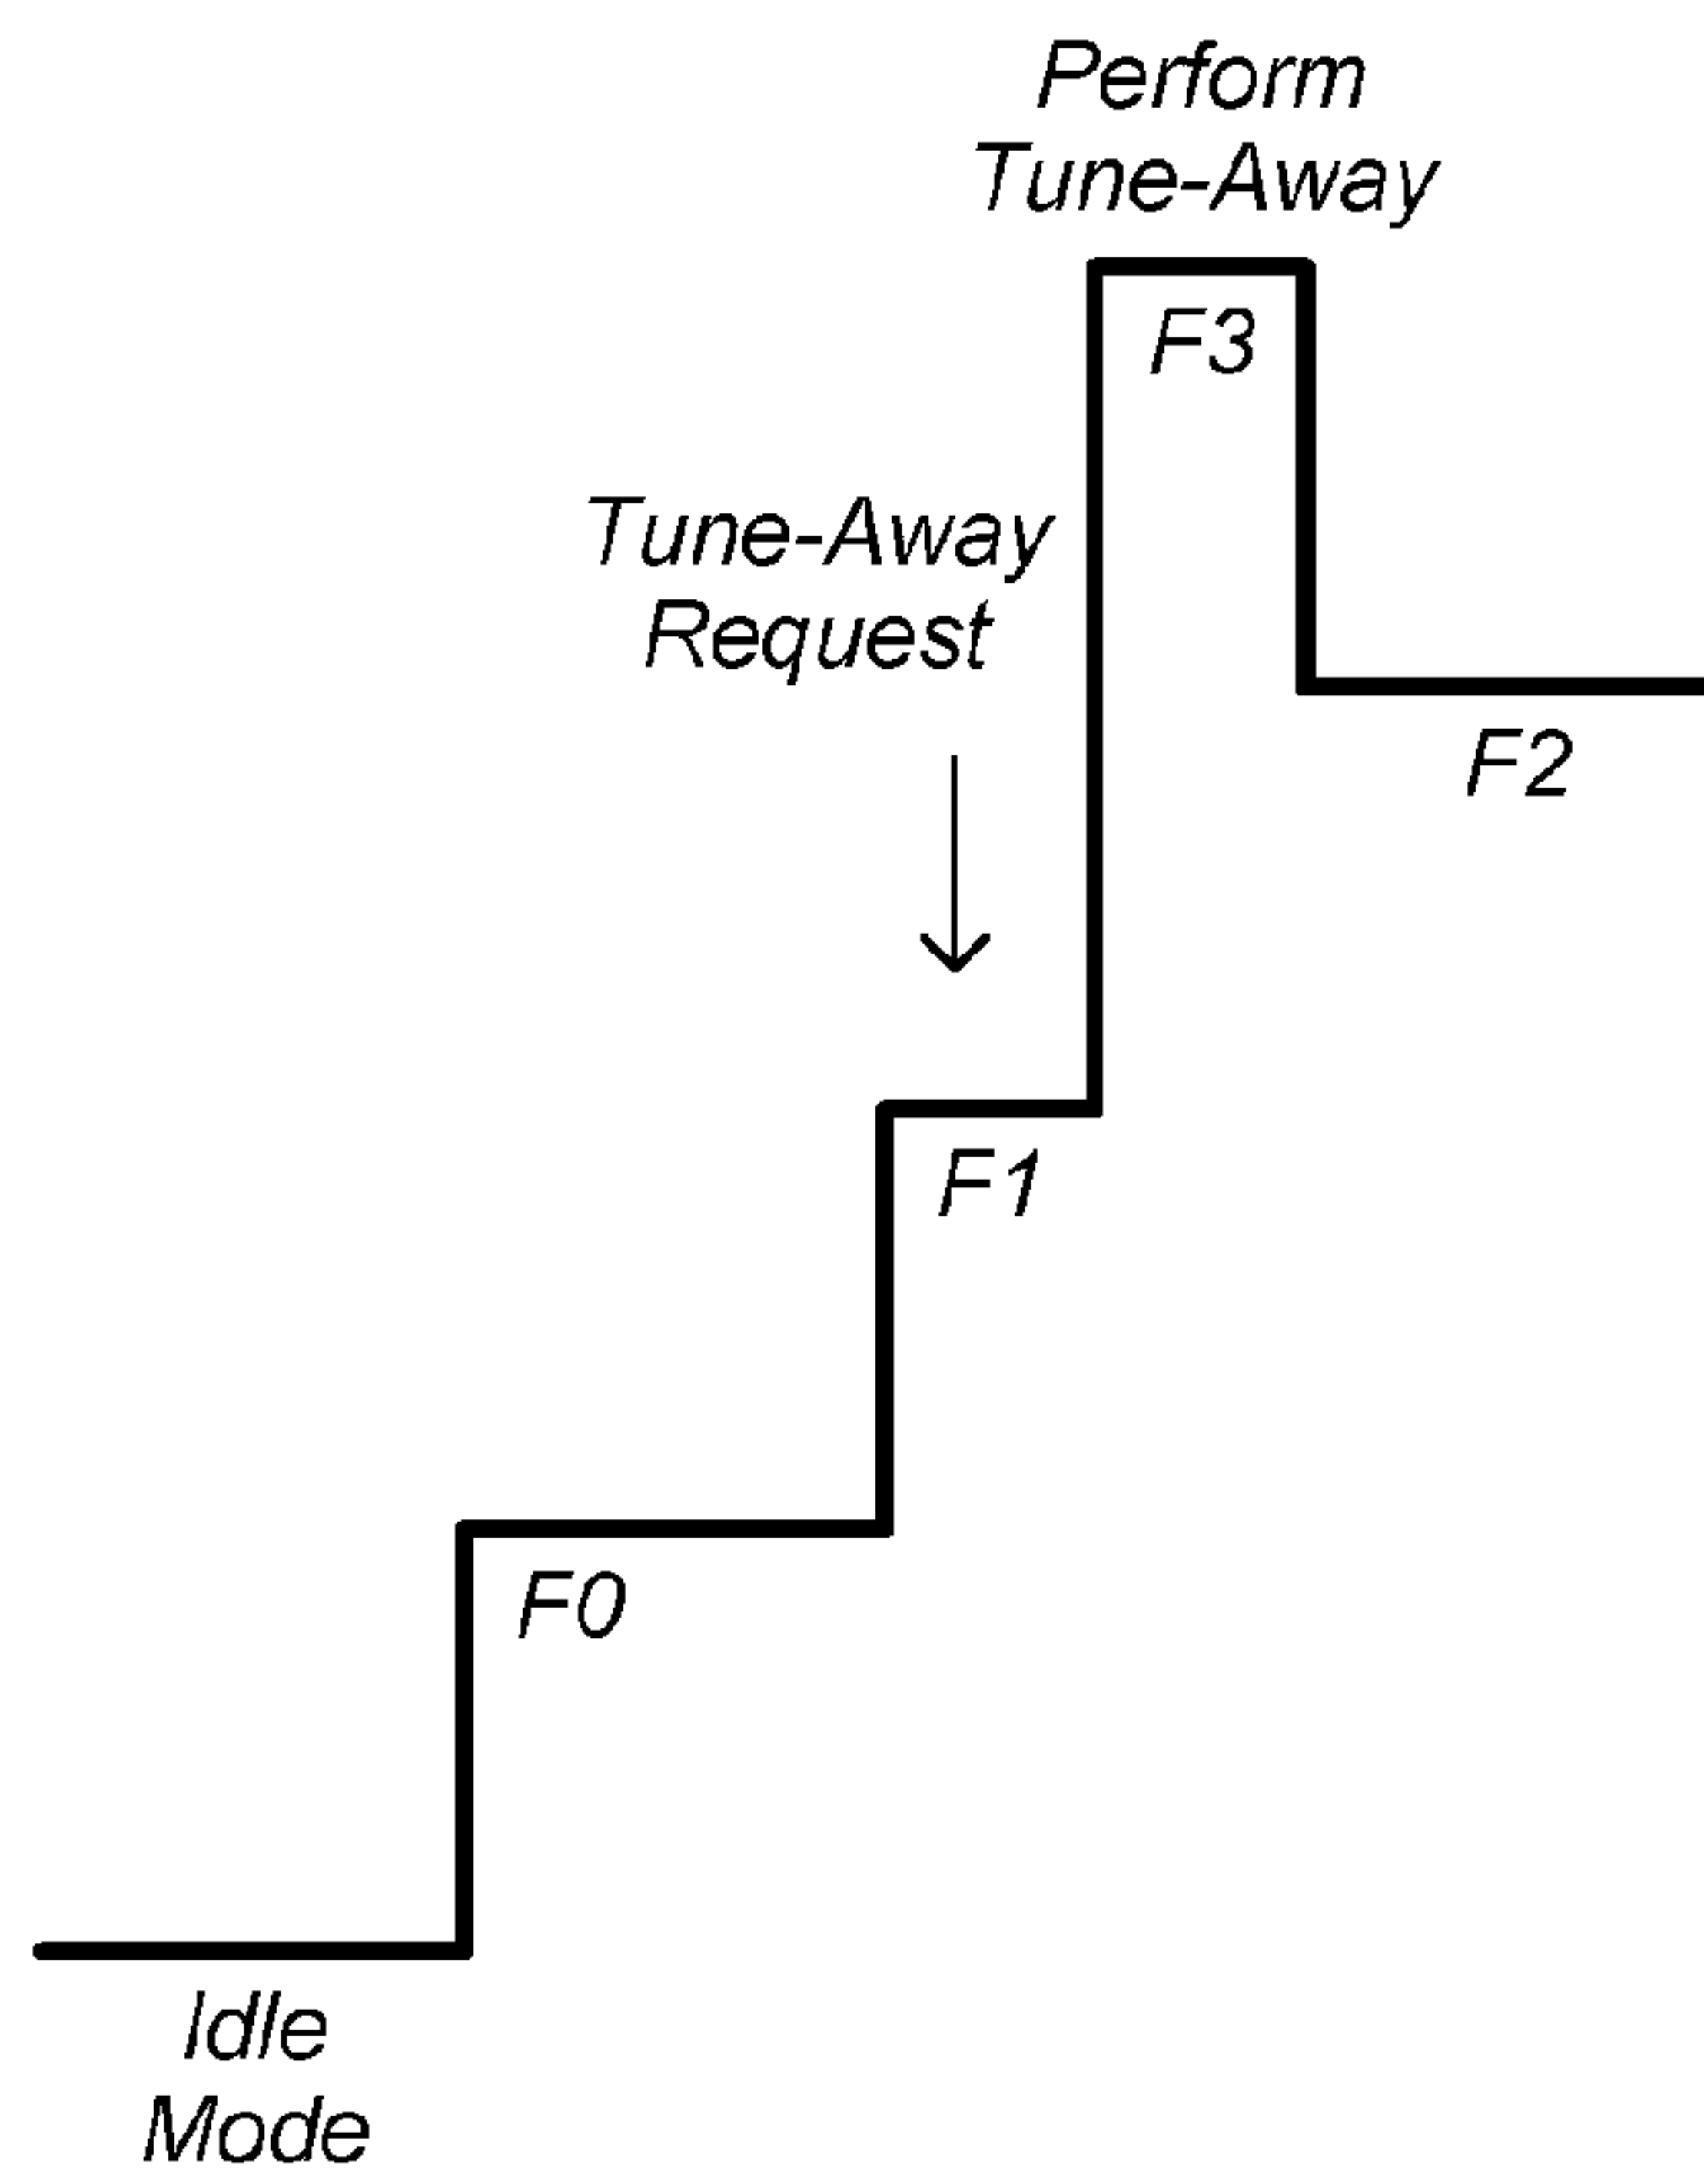 Perform
Tune-Away
F3
Tune-Away
Request
F2
F1
F0
Idle
Mode